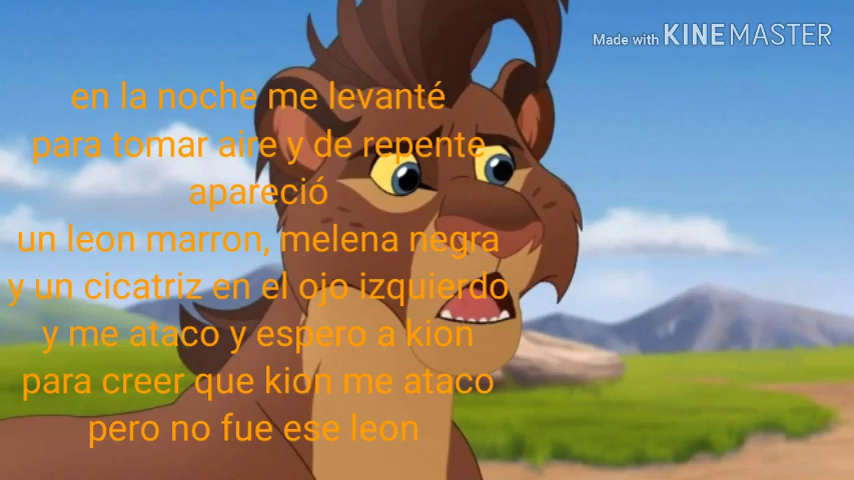 Made with KINEMASTER
en la noche me levanté
para tomar aire y de repente
apareció
un leon marron, melena negra
y un cicatriz en el ojo izquierdo
y me ataco y espero a kion
para creer que kion me ataco
pero no fue ese leon